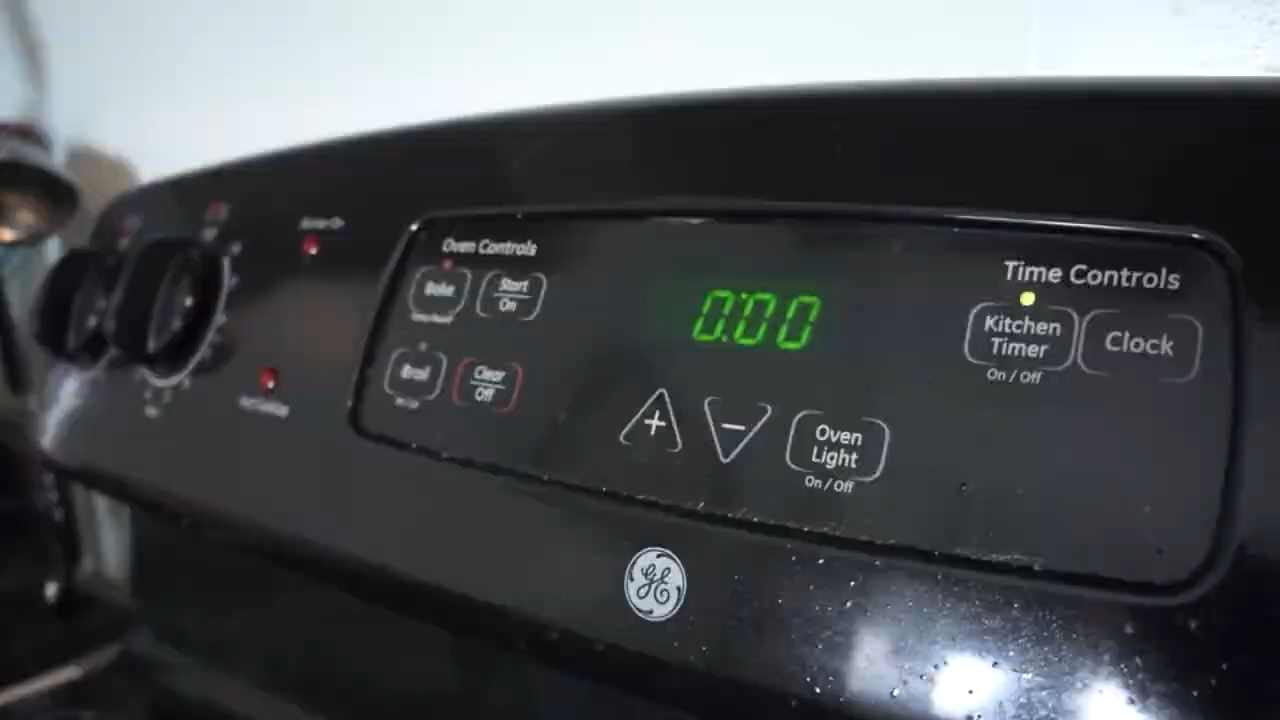 Oven Controls
Bake
Start
On
Broil
Clear
Off
0:00
+
−
Oven
Light
On / Off
Time Controls
Kitchen
Timer
On / Off
Clock
GE